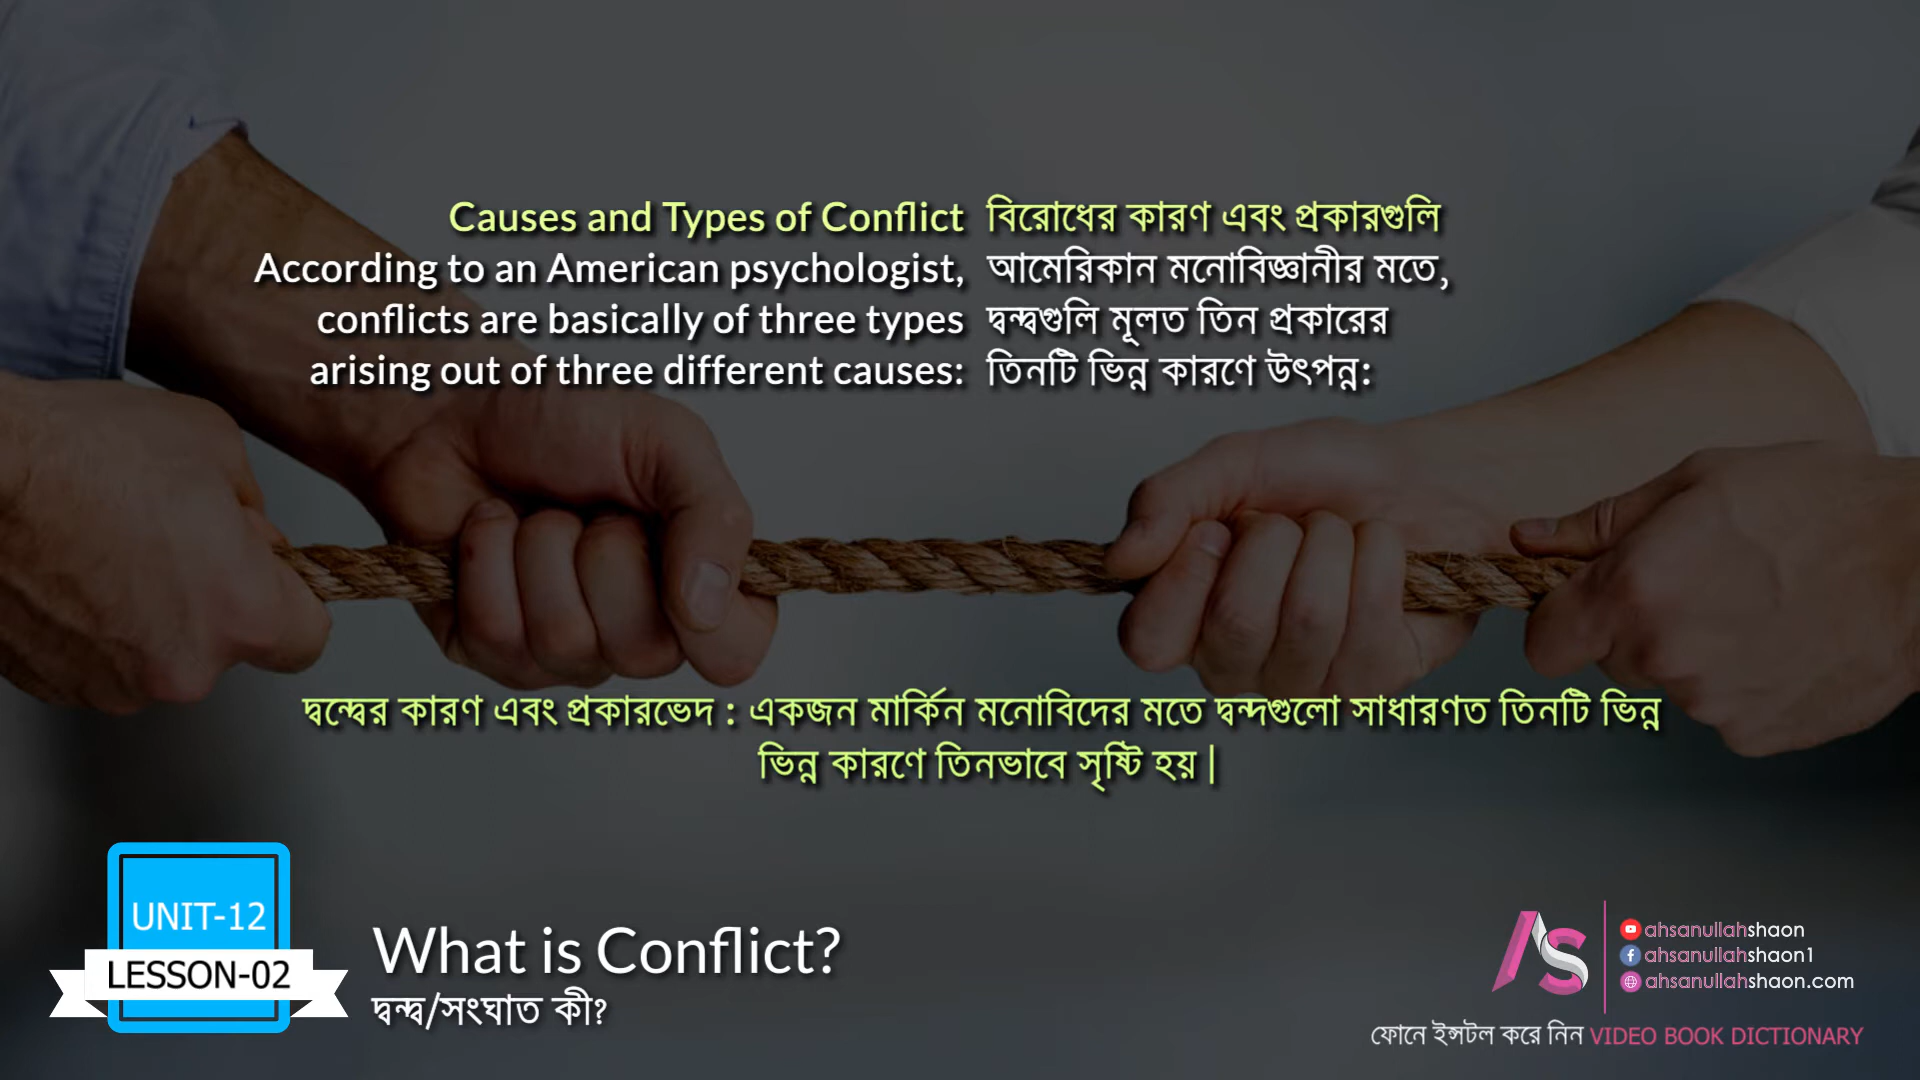 Causes and Types of Conflict
According to an American psychologist,
conflicts are basically of three types
arising out of three different causes:
বিরোধের কারণ এবং প্রকারগুলি
আমেরিকান মনোবিজ্ঞানীর মতে,
দ্বন্দ্বগুলি মূলত তিন প্রকারের
তিনটি ভিন্ন কারণে উৎপন্ন:
দ্বন্দ্বের কারণ এবং প্রকারভেদ : একজন মার্কিন মনোবিদের মতে দ্বন্দগুলো সাধারণত তিনটি ভিন্ন
ভিন্ন কারণে তিনভাবে সৃষ্টি হয় |
UNIT-12
LESSON-02
What is Conflict?
দ্বন্দ্ব/সংঘাত কী?
AS
ahsanullahshaon
ahsanullahshaon1
ahsanullahshaon.com
ফোনে ইন্সটল করে নিন VIDEO BOOK DICTIONARY